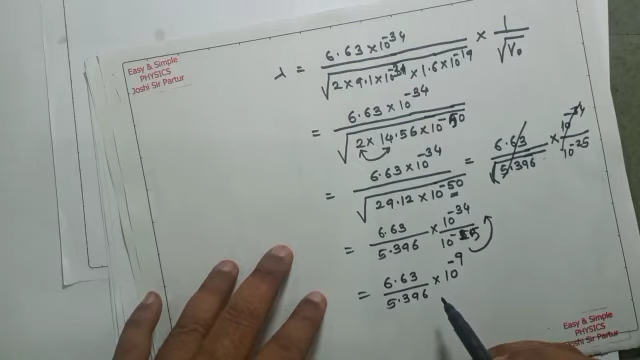 Easy & Simple
PHYSICS
Joshi Sir Partur
λ = 6.63 × 10^-34 / √(2 × 9.1 × 10^-31 × 1.6 × 10^-19) × 1/√V₀
= 6.63 × 10^-34 / √(2 × 14.56 × 10^-50)
= 6.63 × 10^-34 / √(29.12 × 10^-50) = 6.63/√5.396 × 10^-34/10^-25
= 6.63/5.396 × 10^-34/10^-25
= 6.63/5.396 × 10^-9
Easy & Simple
PHYSICS
Joshi Sir Partur